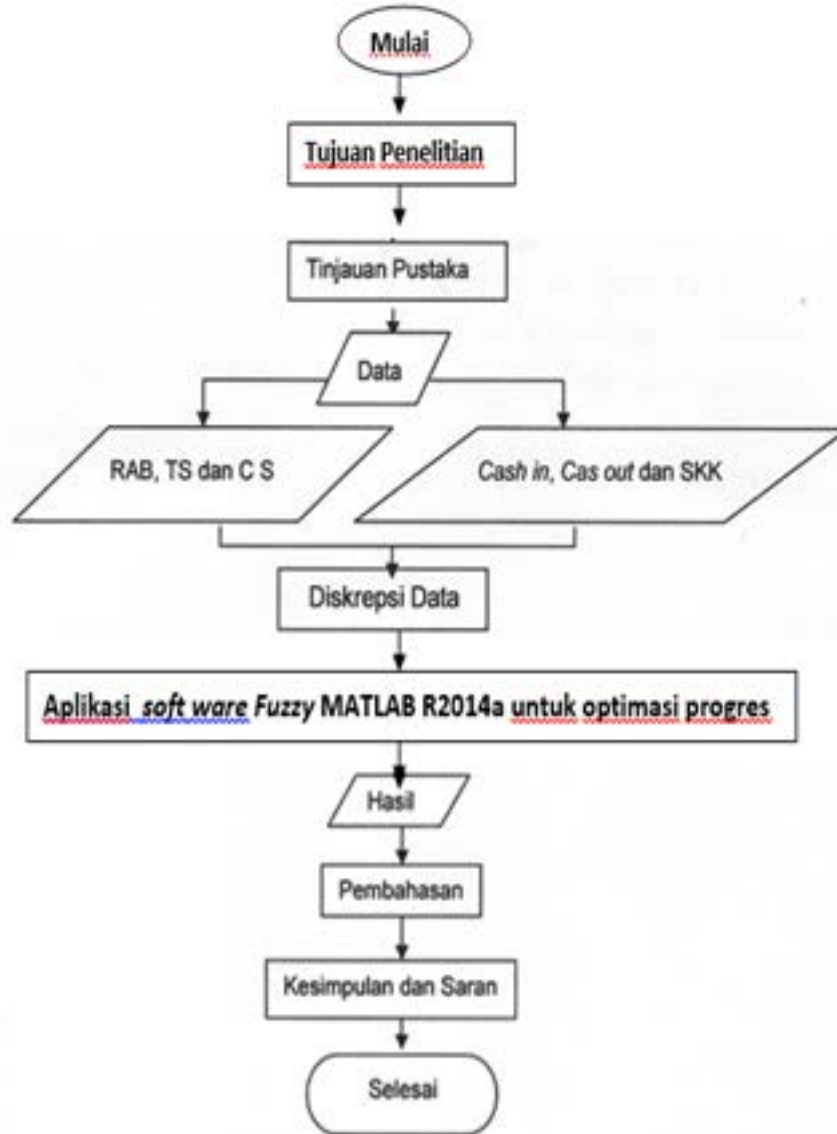 Mulai
Tujuan Penelitian
Tinjauan Pustaka
Data
RAB, TS dan C S
Cash in, Cas out dan SKK
Diskrepsi Data
Aplikasi soft ware Fuzzy MATLAB R2014a untuk optimasi progres
Hasil
Pembahasan
Kesimpulan dan Saran
Selesai